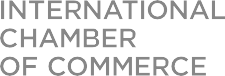 INTERNATIONAL
CHAMBER
OF COMMERCE